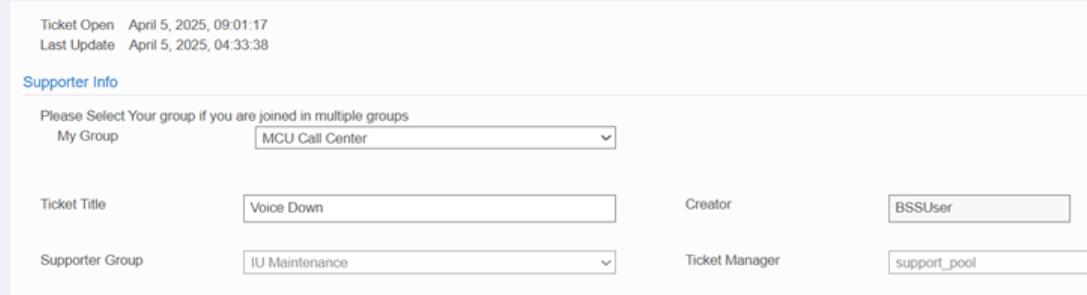 Ticket Open April 5, 2025, 09:01:17
Last Update April 5, 2025, 04:33:38
Supporter Info
Please Select Your group if you are joined in multiple groups
My Group MCU Call Center
Ticket Title Voice Down Creator BSSUser
Supporter Group IU Maintenance Ticket Manager support_pool